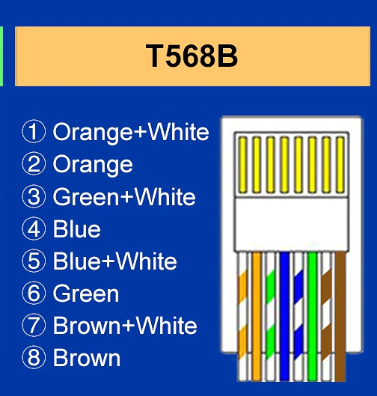 T568B
① Orange+White
② Orange
③ Green+White
④ Blue
⑤ Blue+White
⑥ Green
⑦ Brown+White
⑧ Brown